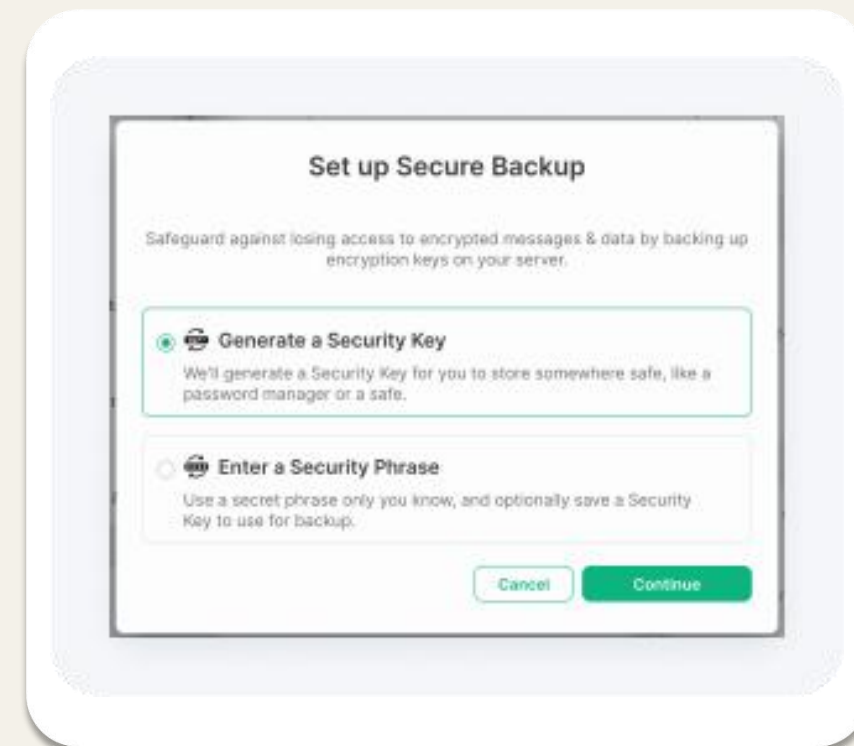 Set up Secure Backup
Safeguard against losing access to encrypted messages & data by backing up
encryption keys on your server.
Generate a Security Key
We'll generate a Security Key for you to store somewhere safe, like a
password manager or a safe.
Enter a Security Phrase
Use a secret phrase only you know, and optionally save a Security
Key to use for backup.
Cancel
Continue